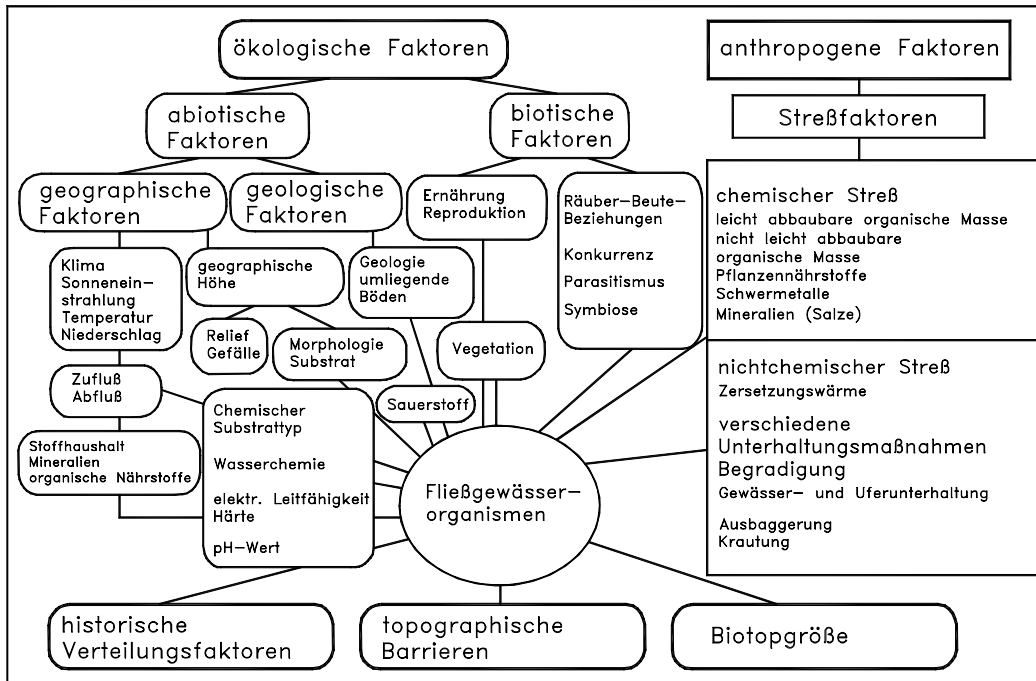 ökologische Faktoren
anthropogene Faktoren
abiotische
Faktoren
biotische
Faktoren
Streßfaktoren
geographische
Faktoren
geologische
Faktoren
Ernährung
Reproduktion
Räuber-Beute-
Beziehungen
Konkurrenz
Parasitismus
Symbiose
chemischer Streß
leicht abbaubare organische Masse
nicht leicht abbaubare
organische Masse
Pflanzennährstoffe
Schwermetalle
Mineralien (Salze)
Klima
Sonnenein-
strahlung
Temperatur
Niederschlag
geographische
Höhe
Geologie
umliegende
Böden
Relief
Gefälle
Morphologie
Substrat
Vegetation
nichtchemischer Streß
Zersetzungswärme
verschiedene
Unterhaltungsmaßnahmen
Begradigung
Gewässer- und Uferunterhaltung
Ausbaggerung
Krautung
Zufluß
Abfluß
Sauerstoff
Chemischer
Substrattyp
Wasserchemie
elektr. Leitfähigkeit
Härte
pH-Wert
Stoffhaushalt
Mineralien
organische Nährstoffe
Fließgewässer-
organismen
historische
Verteilungsfaktoren
topographische
Barrieren
Biotopgröße